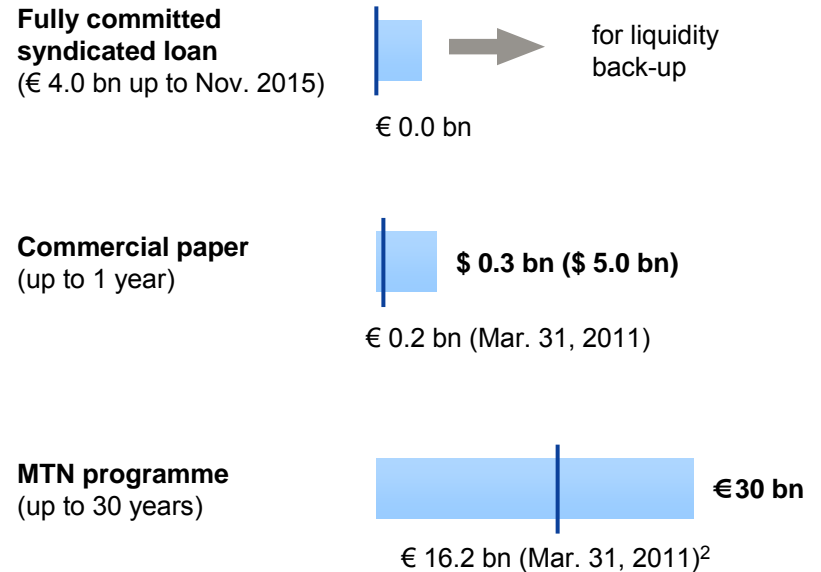 Fully committed
syndicated loan
(€ 4.0 bn up to Nov. 2015)
for liquidity
back-up
€ 0.0 bn
Commercial paper
(up to 1 year)
$ 0.3 bn ($ 5.0 bn)
€ 0.2 bn (Mar. 31, 2011)
MTN programme
(up to 30 years)
€30 bn
€ 16.2 bn (Mar. 31, 2011)²